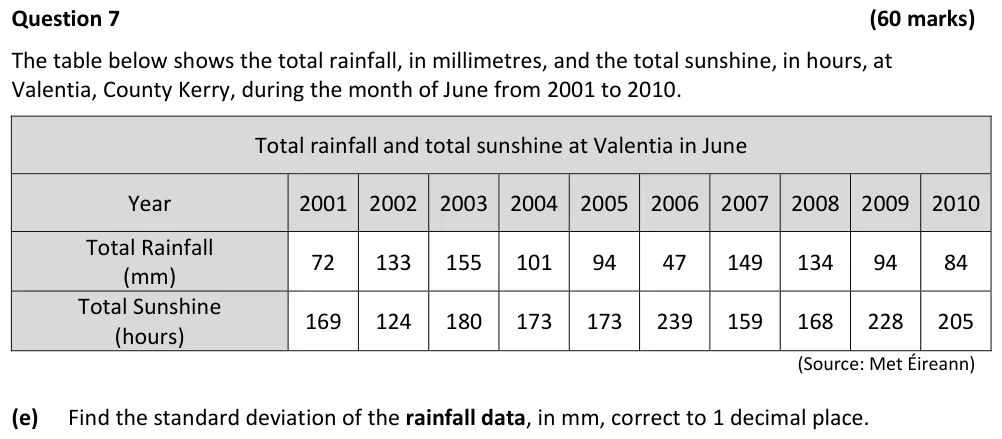 Question 7 (60 marks)
The table below shows the total rainfall, in millimetres, and the total sunshine, in hours, at
Valentia, County Kerry, during the month of June from 2001 to 2010.
Total rainfall and total sunshine at Valentia in June
Year 2001 2002 2003 2004 2005 2006 2007 2008 2009 2010
Total Rainfall
(mm) 72 133 155 101 94 47 149 134 94 84
Total Sunshine
(hours) 169 124 180 173 173 239 159 168 228 205
(Source: Met Éireann)
(e) Find the standard deviation of the rainfall data, in mm, correct to 1 decimal place.